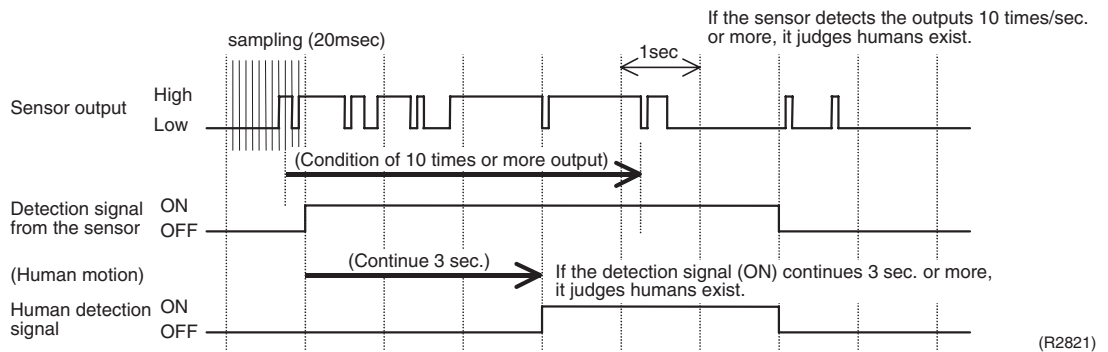 If the sensor detects the outputs 10 times/sec.
or more, it judges humans exist.
sampling (20msec)
1sec
Sensor output
High
Low
(Condition of 10 times or more output)
Detection signal
from the sensor
ON
OFF
(Human motion)
(Continue 3 sec.)
If the detection signal (ON) continues 3 sec. or more,
it judges humans exist.
Human detection
signal
ON
OFF
(R2821)